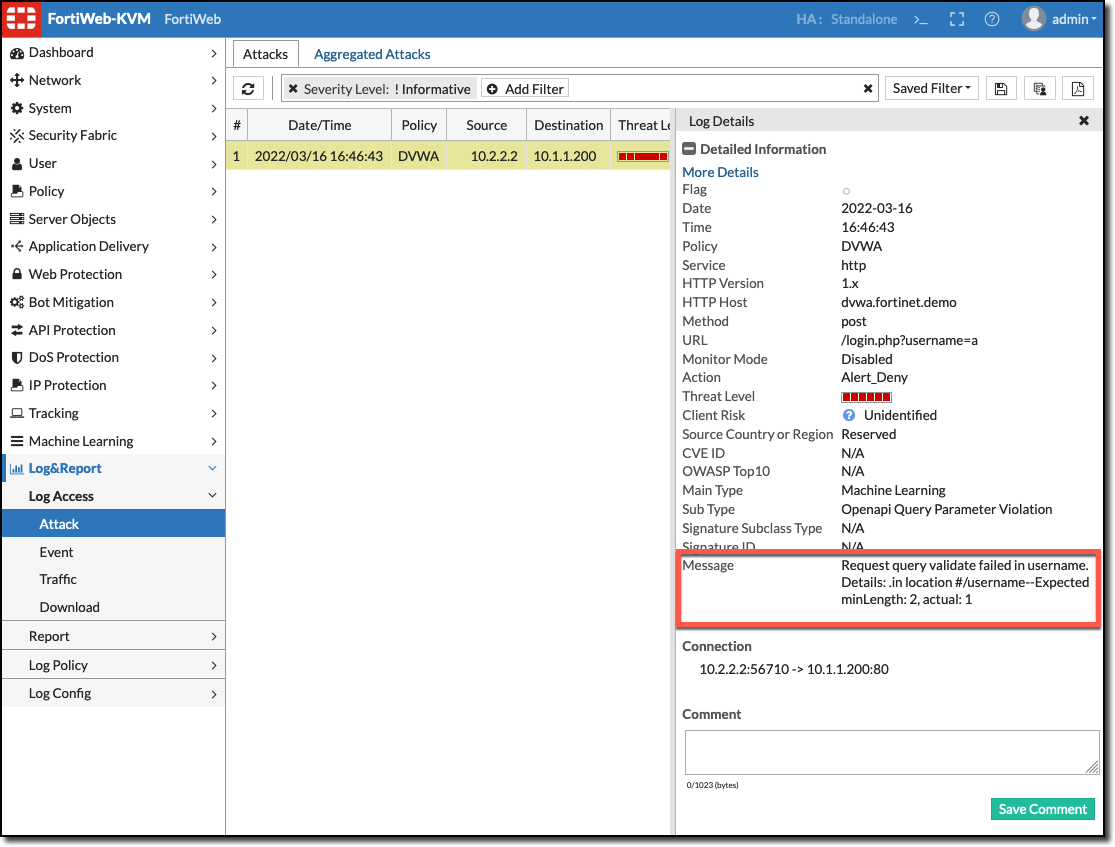 FortiWeb-KVM FortiWeb HA: Standalone >_ admin
Dashboard
Network
System
Security Fabric
User
Policy
Server Objects
Application Delivery
Web Protection
Bot Mitigation
API Protection
DoS Protection
IP Protection
Tracking
Machine Learning
Log&Report
Log Access
Attack
Event
Traffic
Download
Report
Log Policy
Log Config
Attacks Aggregated Attacks
Severity Level: ! Informative Add Filter Saved Filter
# Date/Time Policy Source Destination Threat Le
1 2022/03/16 16:46:43 DVWA 10.2.2.2 10.1.1.200
Log Details
Detailed Information
More Details
Flag
Date 2022-03-16
Time 16:46:43
Policy DVWA
Service http
HTTP Version 1.x
HTTP Host dvwa.fortinet.demo
Method post
URL /login.php?username=a
Monitor Mode Disabled
Action Alert_Deny
Threat Level
Client Risk ? Unidentified
Source Country or Region Reserved
CVE ID N/A
OWASP Top10 N/A
Main Type Machine Learning
Sub Type Openapi Query Parameter Violation
Signature Subclass Type N/A
Signature ID N/A
Message Request query validate failed in username.
Details: .in location #/username--Expected
minLength: 2, actual: 1
Connection
10.2.2.2:56710 -> 10.1.1.200:80
Comment
0/1023 (bytes)
Save Comment